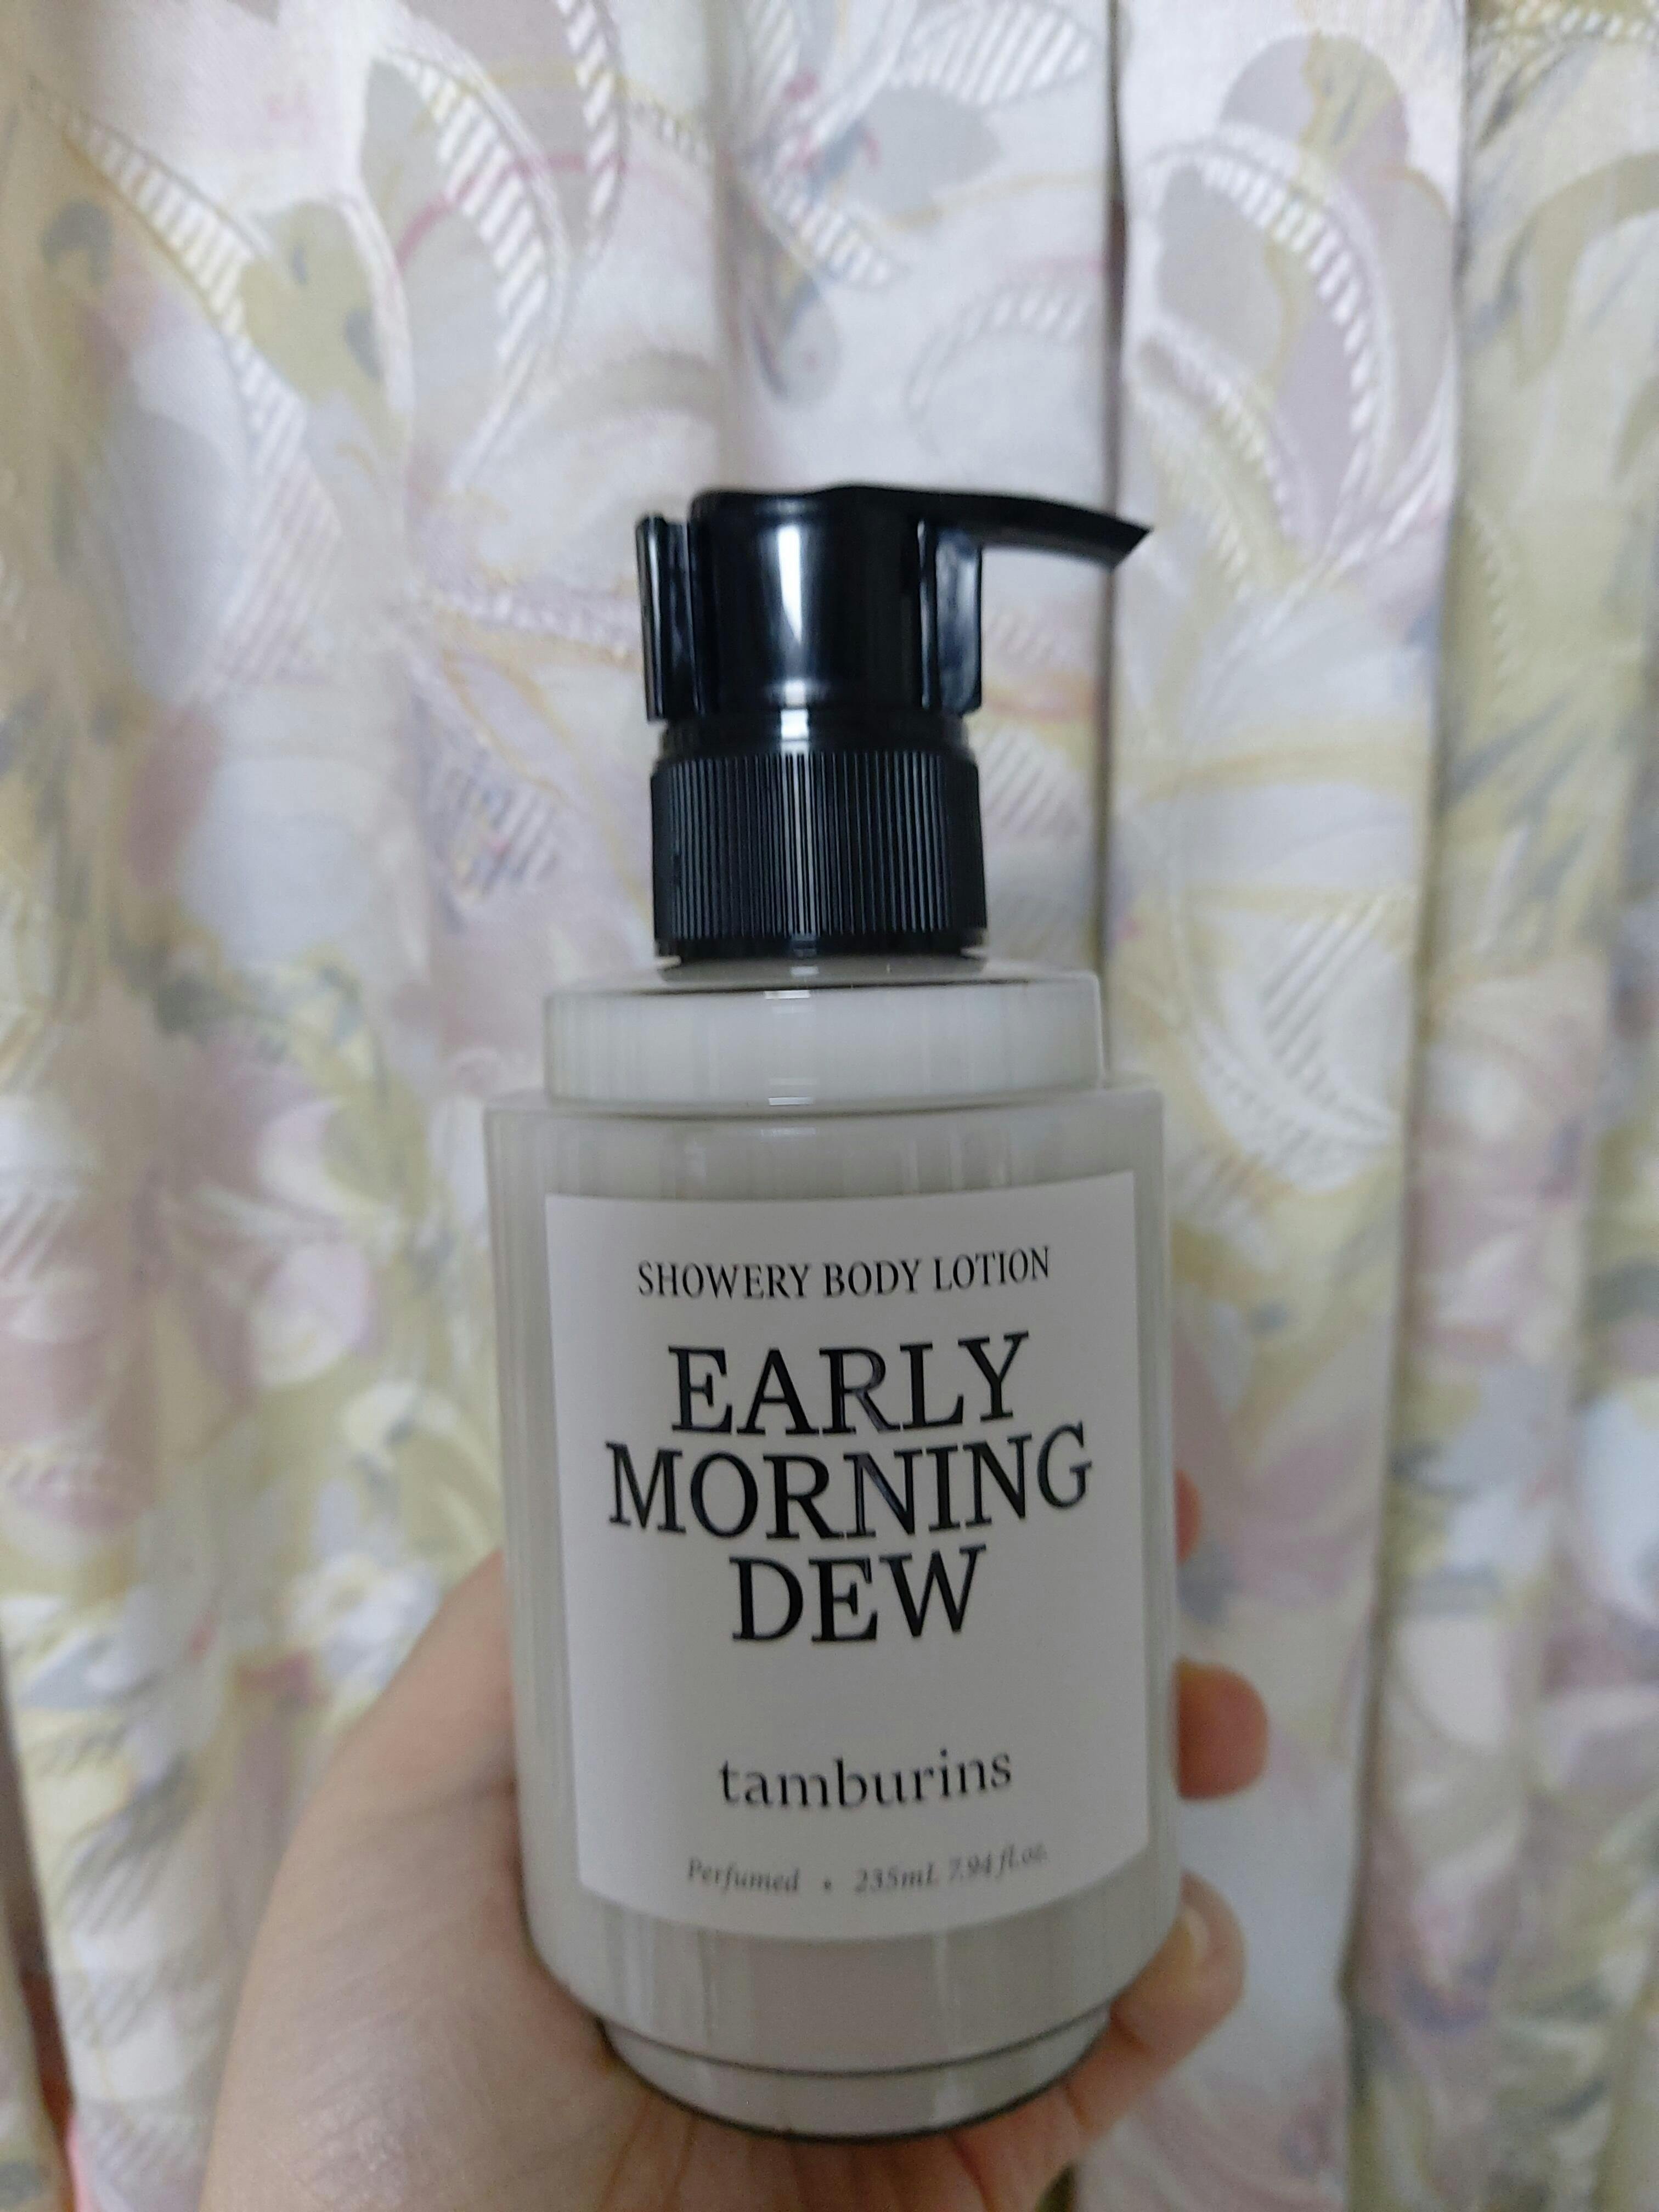 SHOWERY BODY LOTION
EARLY
MORNING
DEW
tamburins
Perfumed • 235mL 7.94 fl.oz.